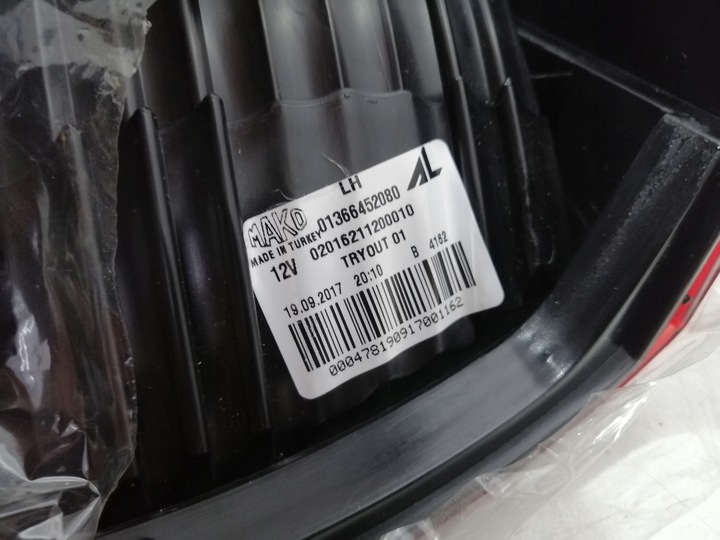 LH
MAKO 01366452080 AL
MADE IN TURKEY 02016211200010
12V TRYOUT 01
19.09.2017 20:10 B 4162
000478190917001162